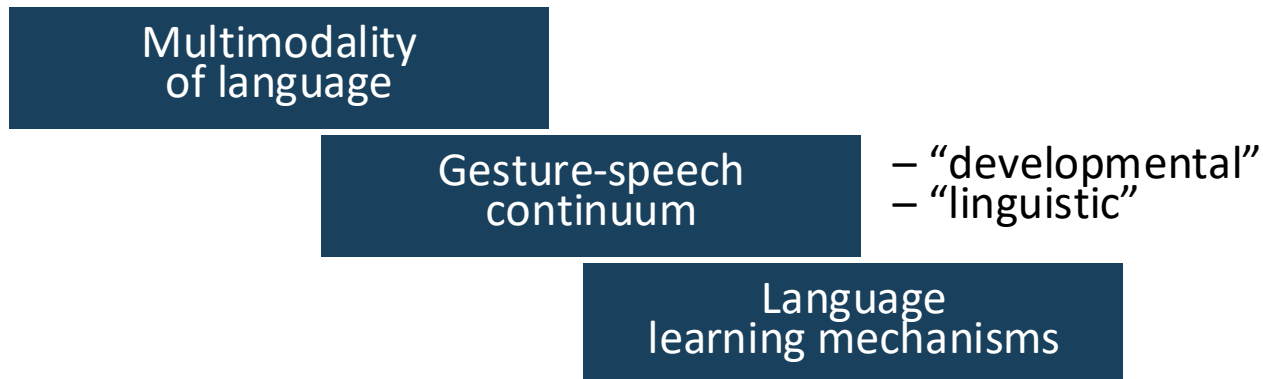 Multimodality
of language
Gesture-speech
continuum
– “developmental”
– “linguistic”
Language
learning mechanisms